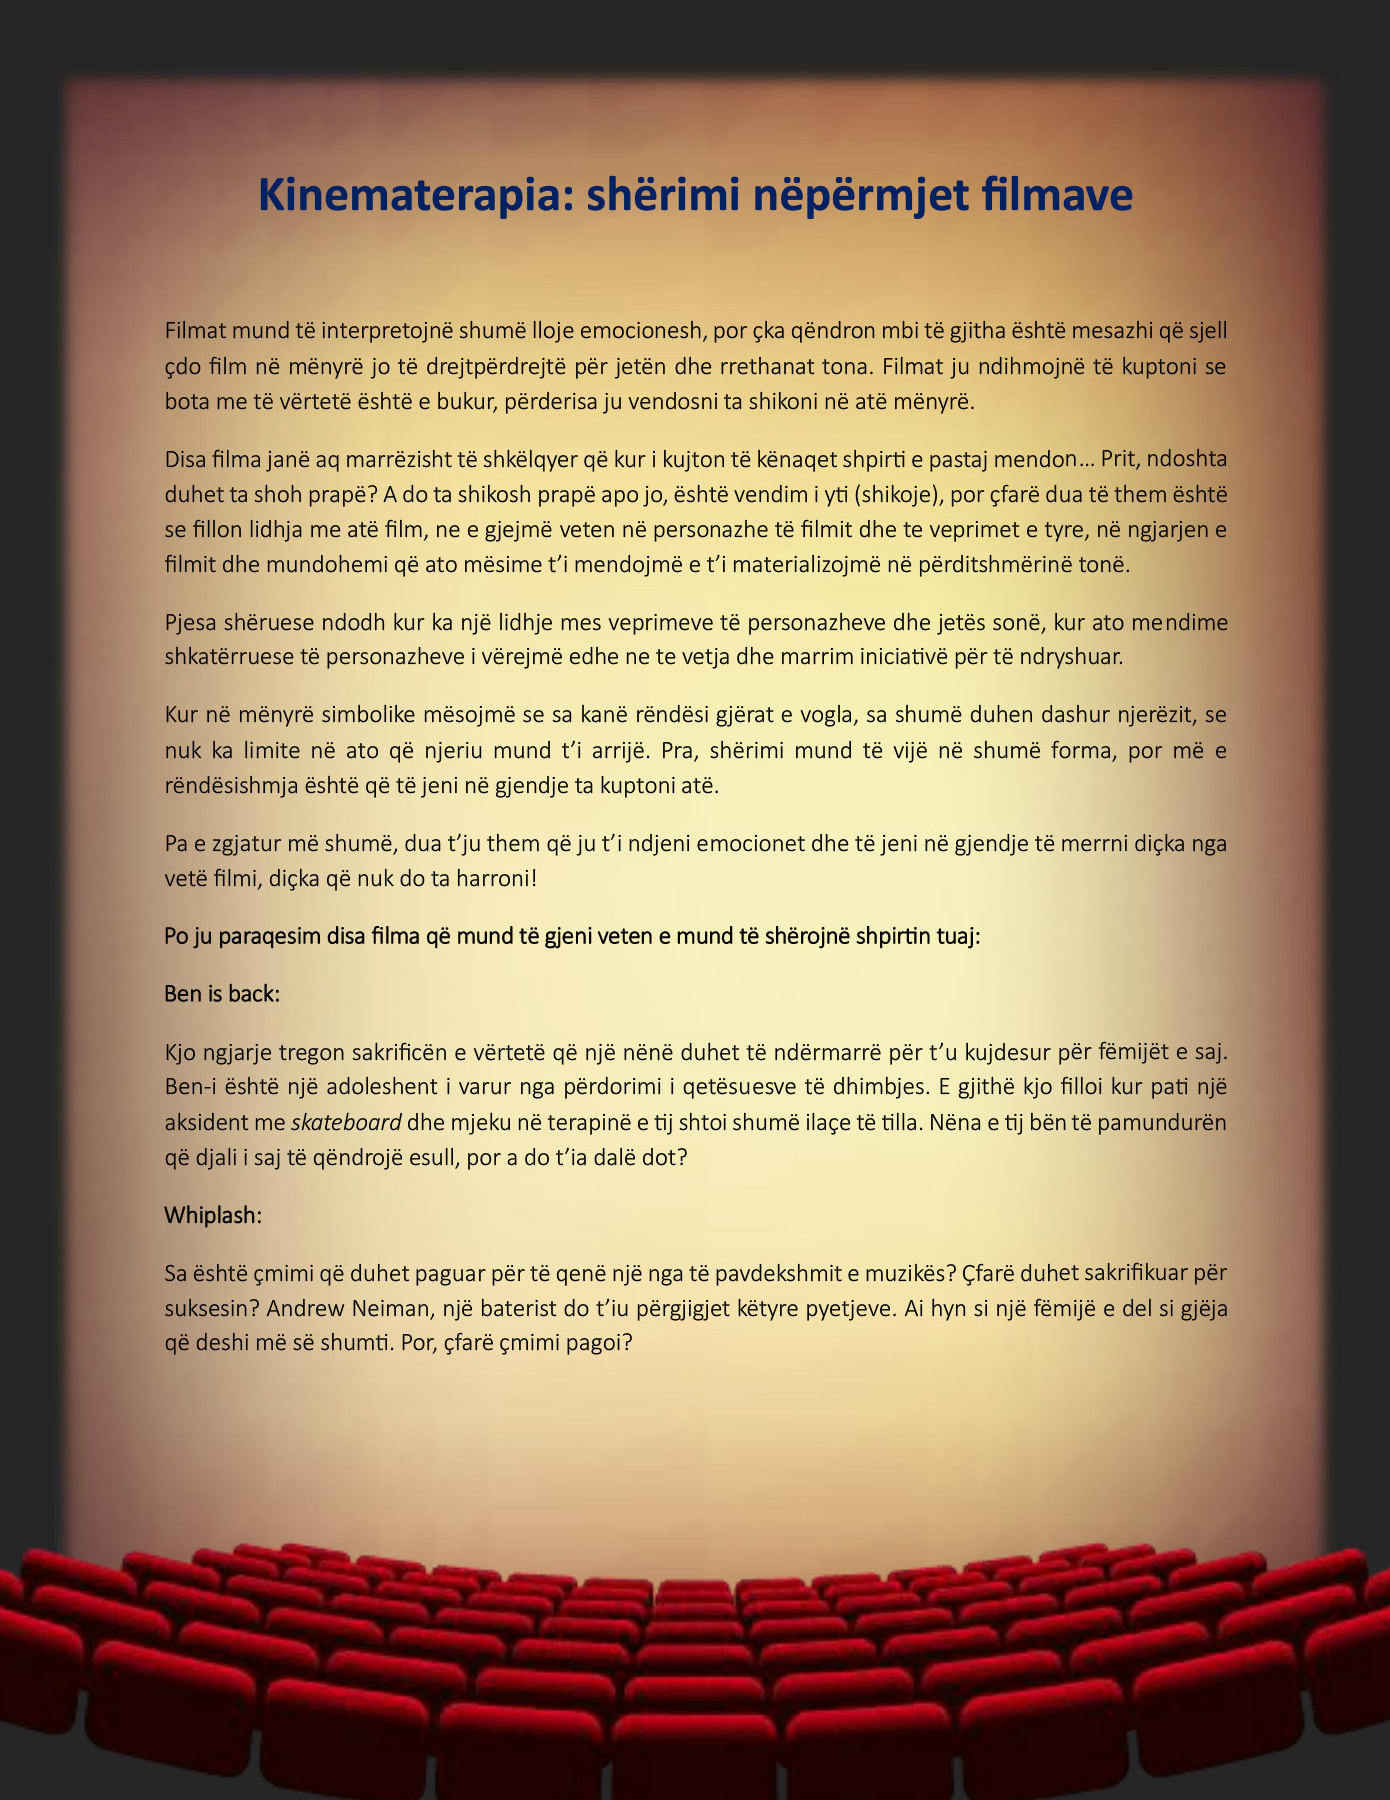 Kinematerapia: shërimi nëpërmjet filmave
Filmat mund të interpretojnë shumë lloje emocionesh, por çka qëndron mbi të gjitha është mesazhi që sjell
çdo film në mënyrë jo të drejtpërdrejtë për jetën dhe rrethanat tona. Filmat ju ndihmojnë të kuptoni se
bota me të vërtetë është e bukur, përderisa ju vendosni ta shikoni në atë mënyrë.
Disa filma janë aq marrëzisht të shkëlqyer që kur i kujton të kënaqet shpirti e pastaj mendon… Prit, ndoshta
duhet ta shoh prapë? A do ta shikosh prapë apo jo, është vendim i yti (shikoje), por çfarë dua të them është
se fillon lidhja me atë film, ne e gjejmë veten në personazhe të filmit dhe te veprimet e tyre, në ngjarjen e
filmit dhe mundohemi që ato mësime t’i mendojmë e t’i materializojmë në përditshmërinë tonë.
Pjesa shëruese ndodh kur ka një lidhje mes veprimeve të personazheve dhe jetës sonë, kur ato mendime
shkatërruese të personazheve i vërejmë edhe ne te vetja dhe marrim iniciativë për të ndryshuar.
Kur në mënyrë simbolike mësojmë se sa kanë rëndësi gjërat e vogla, sa shumë duhen dashur njerëzit, se
nuk ka limite në ato që njeriu mund t’i arrijë. Pra, shërimi mund të vijë në shumë forma, por më e
rëndësishmja është që të jeni në gjendje ta kuptoni atë.
Pa e zgjatur më shumë, dua t’ju them që ju t’i ndjeni emocionet dhe të jeni në gjendje të merrni diçka nga
vetë filmi, diçka që nuk do ta harroni!
Po ju paraqesim disa filma që mund të gjeni veten e mund të shërojnë shpirtin tuaj:
Ben is back:
Kjo ngjarje tregon sakrificën e vërtetë që një nënë duhet të ndërmarrë për t’u kujdesur për fëmijët e saj.
Ben-i është një adoleshent i varur nga përdorimi i qetësuesve të dhimbjes. E gjithë kjo filloi kur pati një
aksident me skateboard dhe mjeku në terapinë e tij shtoi shumë ilaçe të tilla. Nëna e tij bën të pamundurën
që djali i saj të qëndrojë esull, por a do t’ia dalë dot?
Whiplash:
Sa është çmimi që duhet paguar për të qenë një nga të pavdekshmit e muzikës? Çfarë duhet sakrifikuar për
suksesin? Andrew Neiman, një baterist do t’iu përgjigjet këtyre pyetjeve. Ai hyn si një fëmijë e del si gjëja
që deshi më së shumti. Por, çfarë çmimi pagoi?